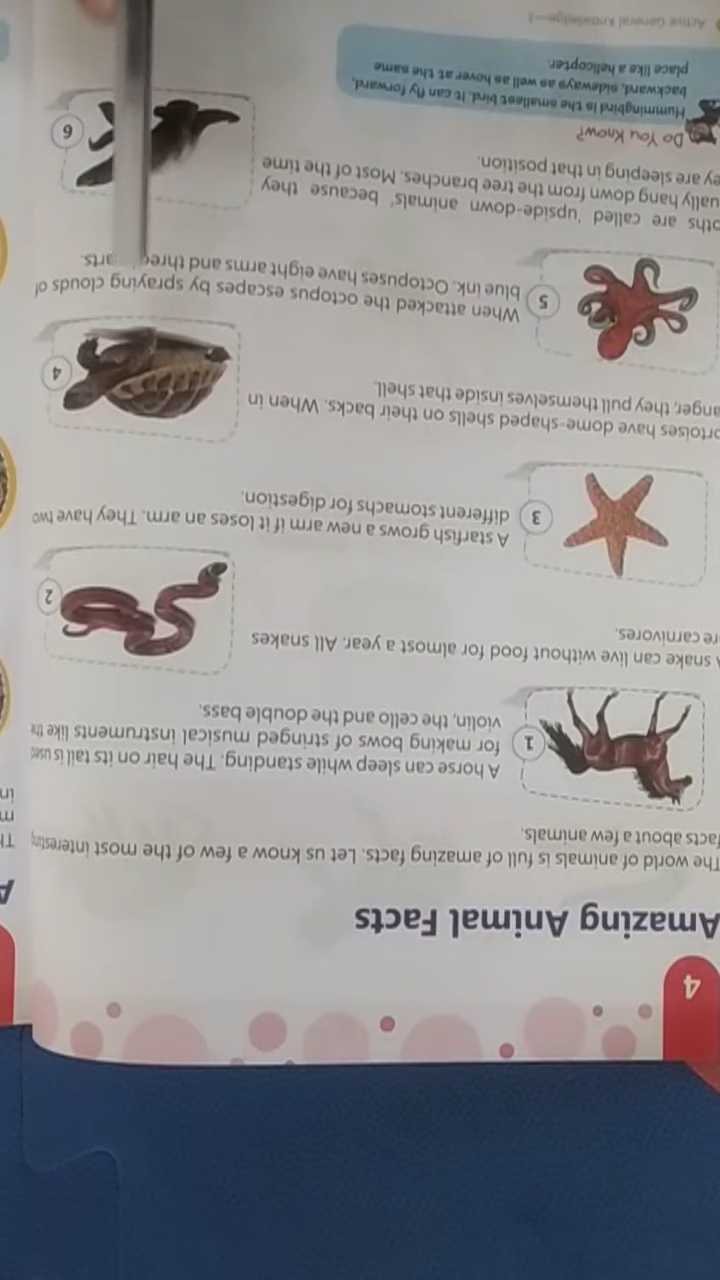 4
Amazing Animal Facts
The world of animals is full of amazing facts. Let us know a few of the most interesting
facts about a few animals.
1
A horse can sleep while standing. The hair on its tail is used
for making bows of stringed musical instruments like the
violin, the cello and the double bass.
A snake can live without food for almost a year. All snakes
re carnivores.
2
3
A starfish grows a new arm if it loses an arm. They have two
different stomachs for digestion.
ortoises have dome-shaped shells on their backs. When in
anger, they pull themselves inside that shell.
4
5
When attacked the octopus escapes by spraying clouds of
blue ink. Octopuses have eight arms and three arts.
oths are called 'upside-down animals' because they
ually hang down from the tree branches. Most of the time
ey are sleeping in that position.
6
Do You Know?
Hummingbird is the smallest bird. It can fly forward,
backward, sideways as well as hover at the same
place like a helicopter.
Active General Knowledge—3
A
Th
m
in